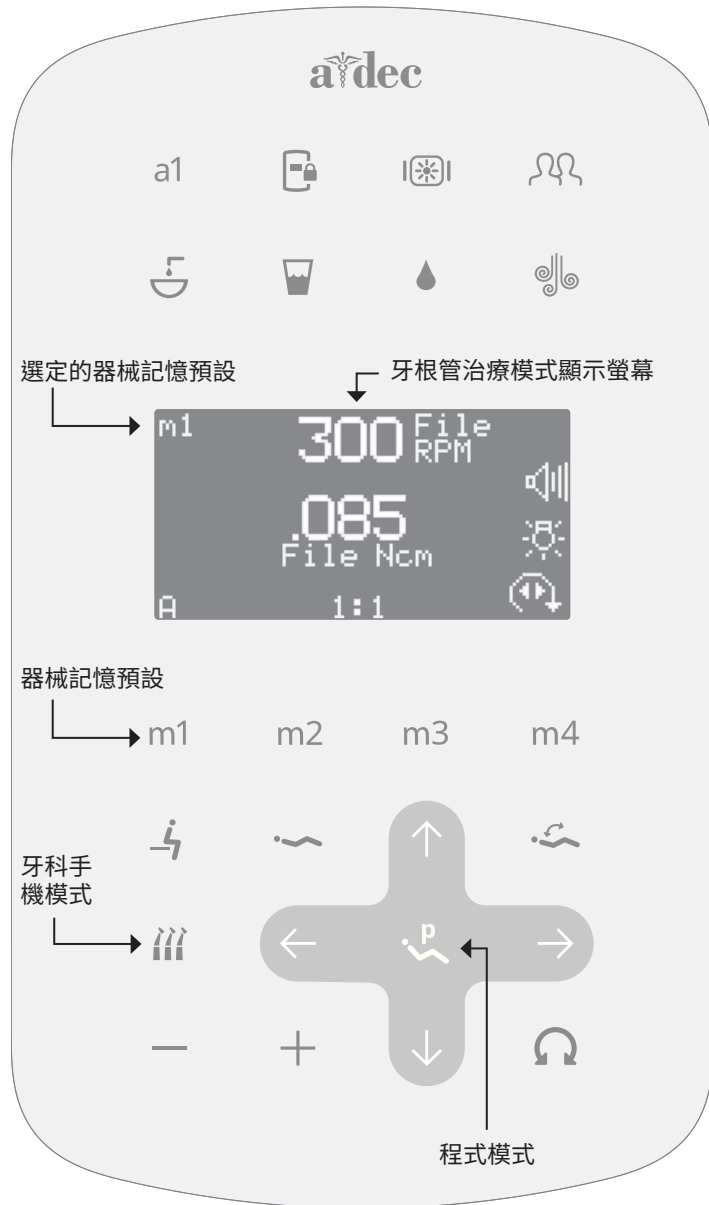 a dec
a1
選定的器械記憶預設
牙根管治療模式顯示螢幕
m1
300 File RPM
.085
File Ncm
A 1:1
器械記憶預設
m1 m2 m3 m4
牙科手
機模式
p
程式模式